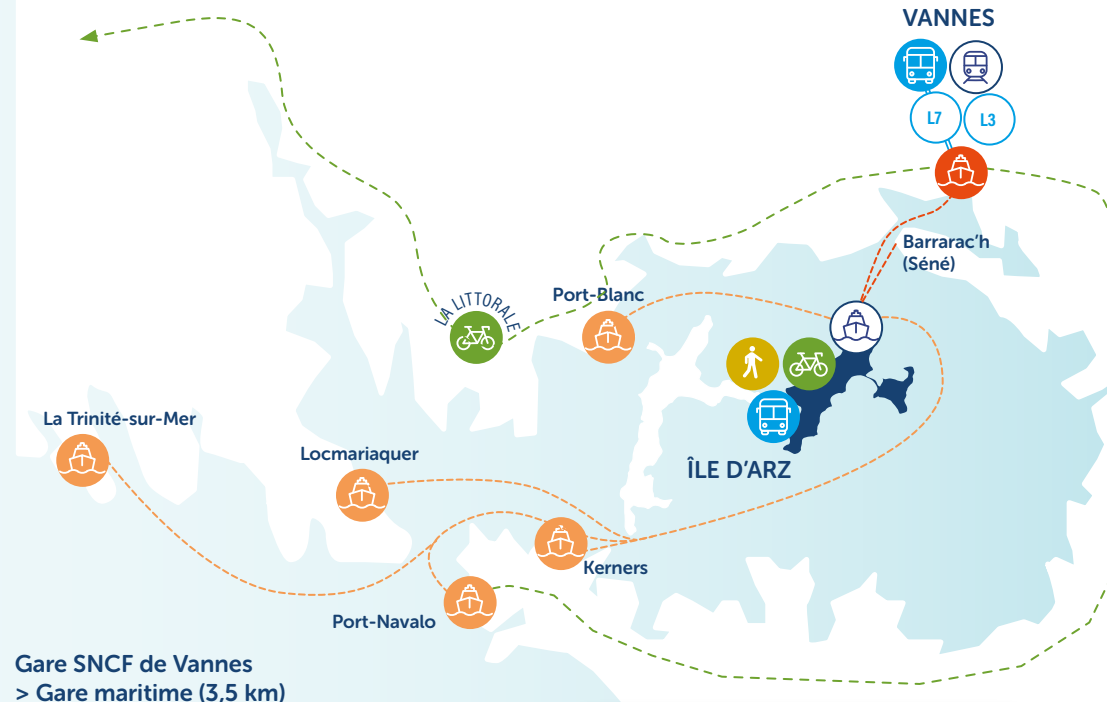 VANNES
L7
L3
Barrarac'h
(Séné)
LA LITTORALE
Port-Blanc
La Trinité-sur-Mer
Locmariaquer
ÎLE D'ARZ
Kerners
Port-Navalo
Gare SNCF de Vannes
> Gare maritime (3,5 km)